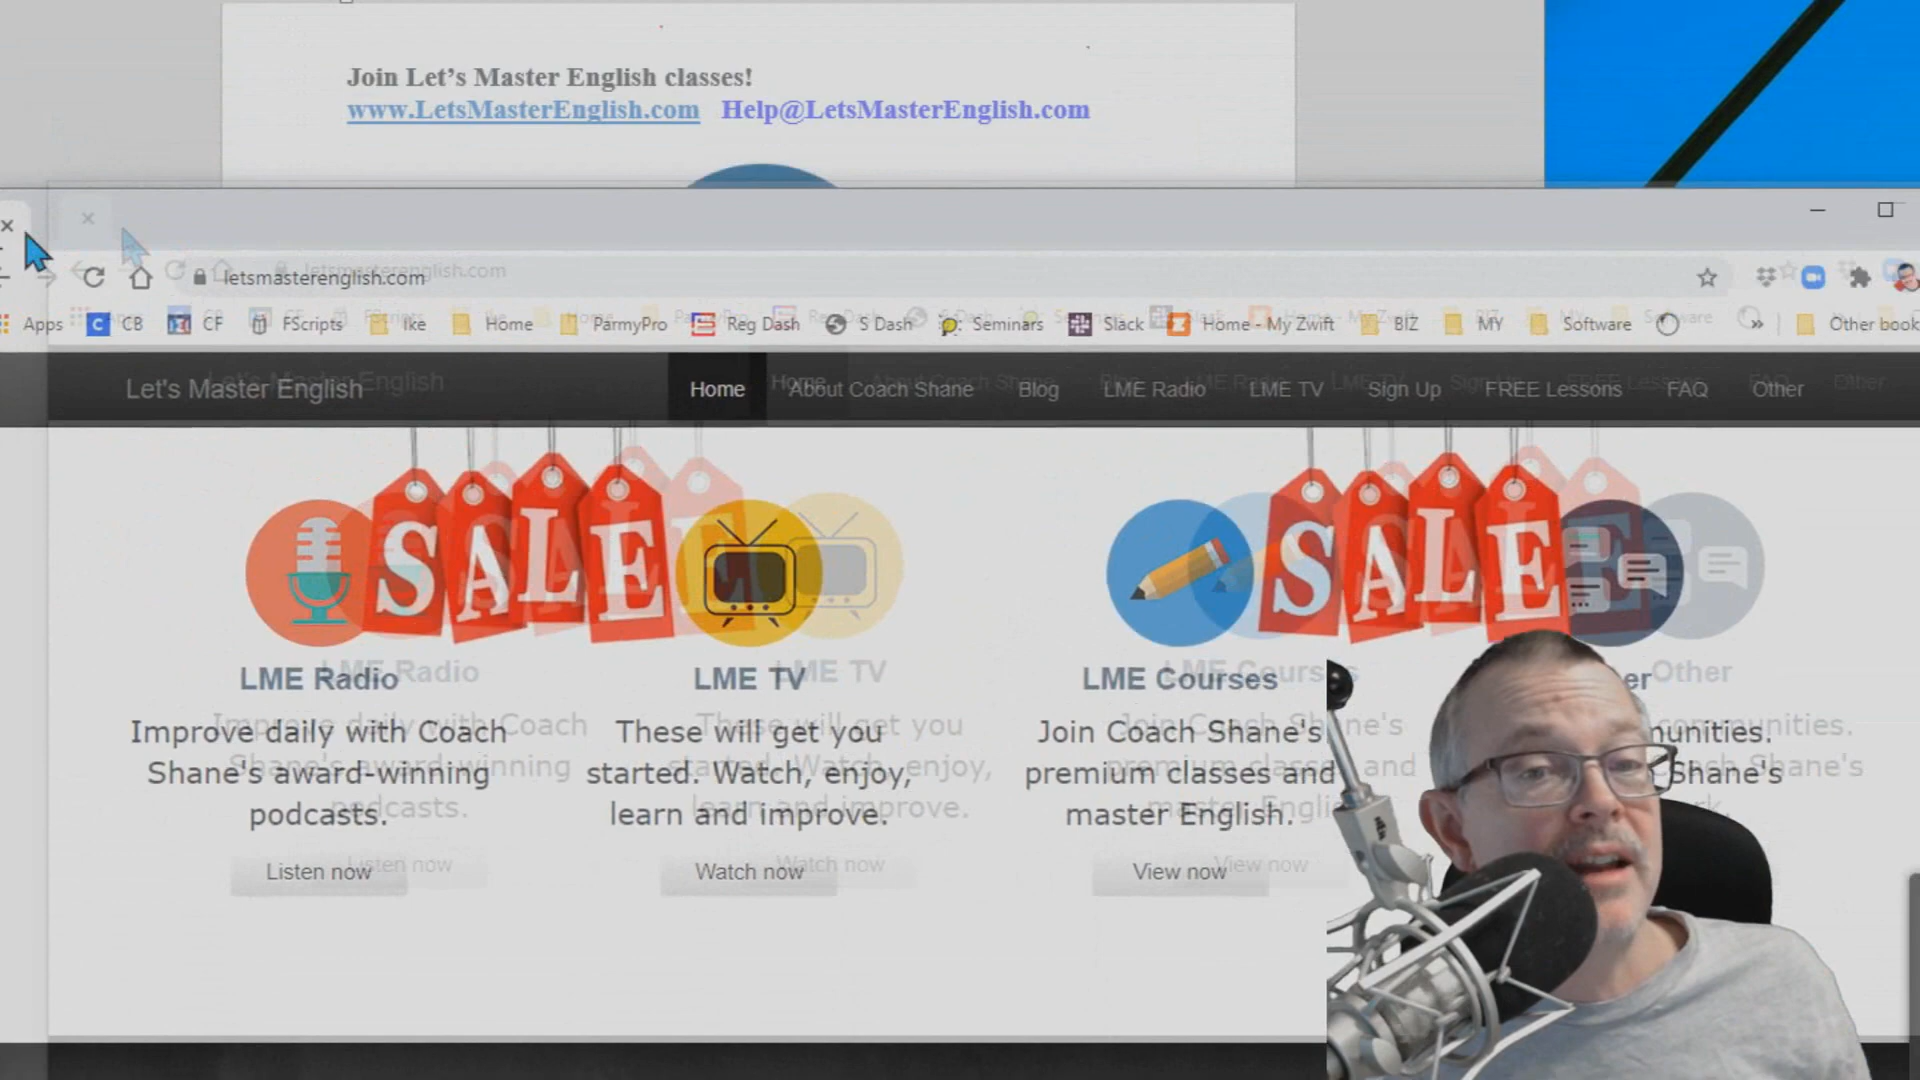 Join Let's Master English classes!
www.LetsMasterEnglish.com Help@LetsMasterEnglish.com
letsmasterenglish.com
Apps CB CF FScripts Ike Home ParmyPro Reg Dash S Dash Seminars Slack Home - My Zwift BIZ MY Software » Other book
Let's Master English Home About Coach Shane Blog LME Radio LME TV Sign Up FREE Lessons FAQ Other
SALE SALE
LME Radio LME TV LME Courses Other
Improve daily with Coach Shane's award-winning podcasts.
These will get you started. Watch, enjoy, learn and improve.
Join Coach Shane's premium classes and master English.
communities.
Shane's
Listen now Watch now View now